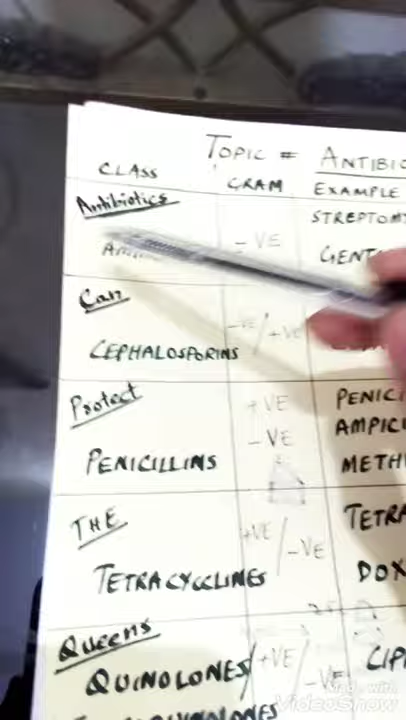 TOPIC = ANTIBIO
CLASS GRAM EXAMPLE
Antibiotics STREPTOM
- VE GENT
Can
-VE/+VE
CEPHALOSPORINS
Protect +VE PENICI
-VE AMPIC
PENICILLINS METH
THE +VE/-VE TETRA
TETRACYCLINES DOX
Queens
QUINOLONES +VE/-VE CIP
Made with
VideoShow